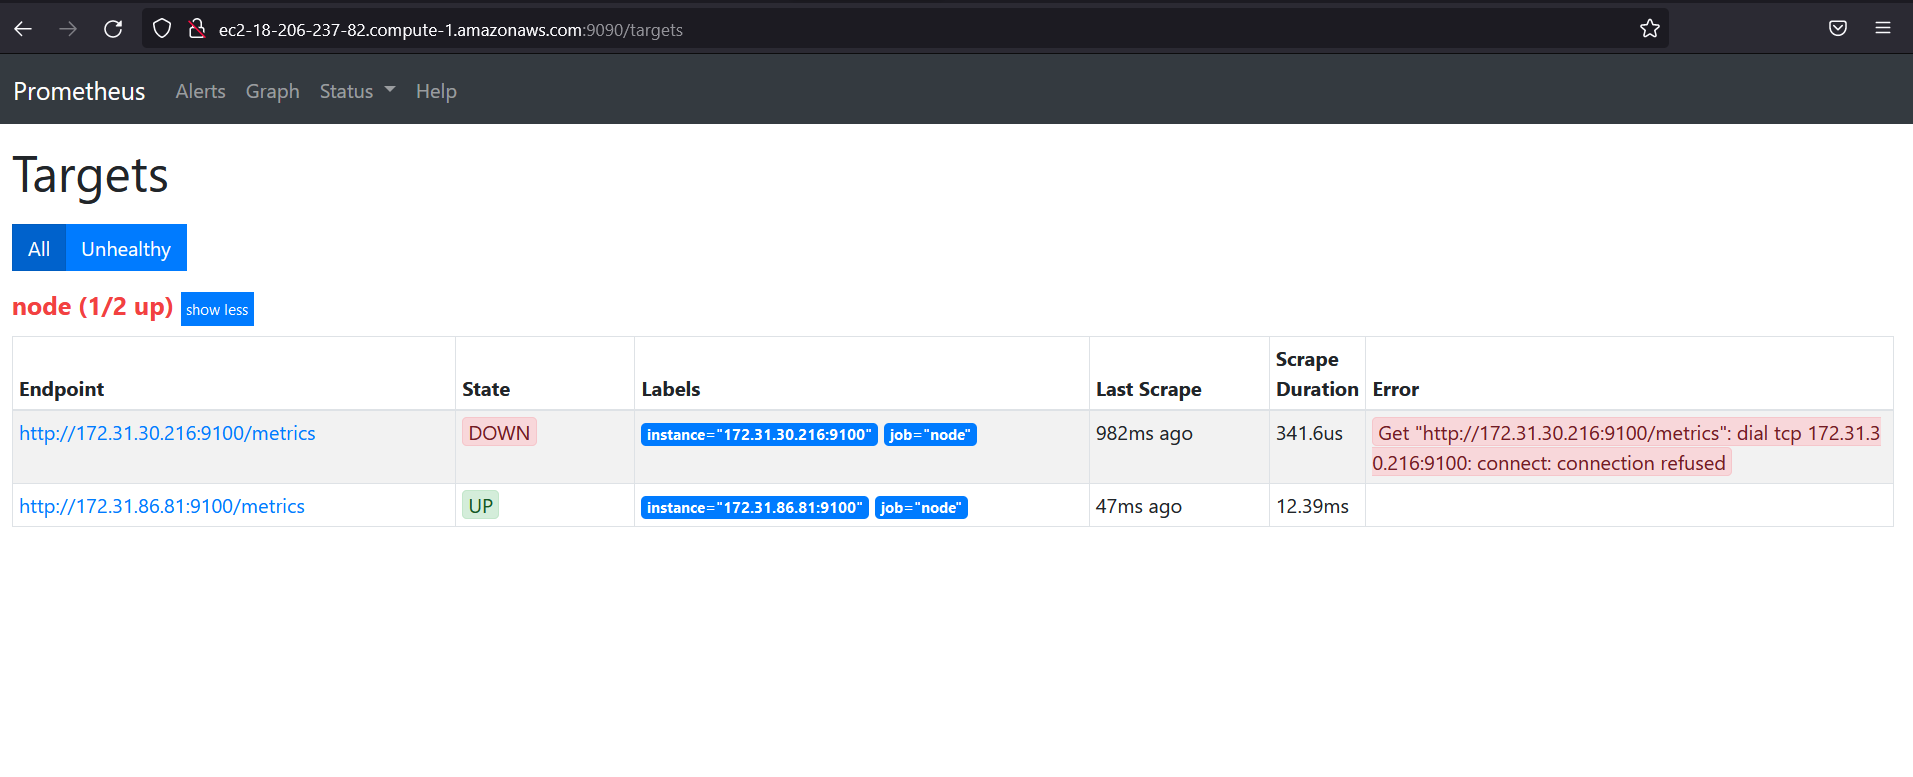 ec2-18-206-237-82.compute-1.amazonaws.com:9090/targets
Prometheus Alerts Graph Status Help
Targets
All Unhealthy
node (1/2 up) show less
Endpoint State Labels Last Scrape Scrape Duration Error
http://172.31.30.216:9100/metrics DOWN instance="172.31.30.216:9100" job="node" 982ms ago 341.6us Get "http://172.31.30.216:9100/metrics": dial tcp 172.31.3
0.216:9100: connect: connection refused
http://172.31.86.81:9100/metrics UP instance="172.31.86.81:9100" job="node" 47ms ago 12.39ms